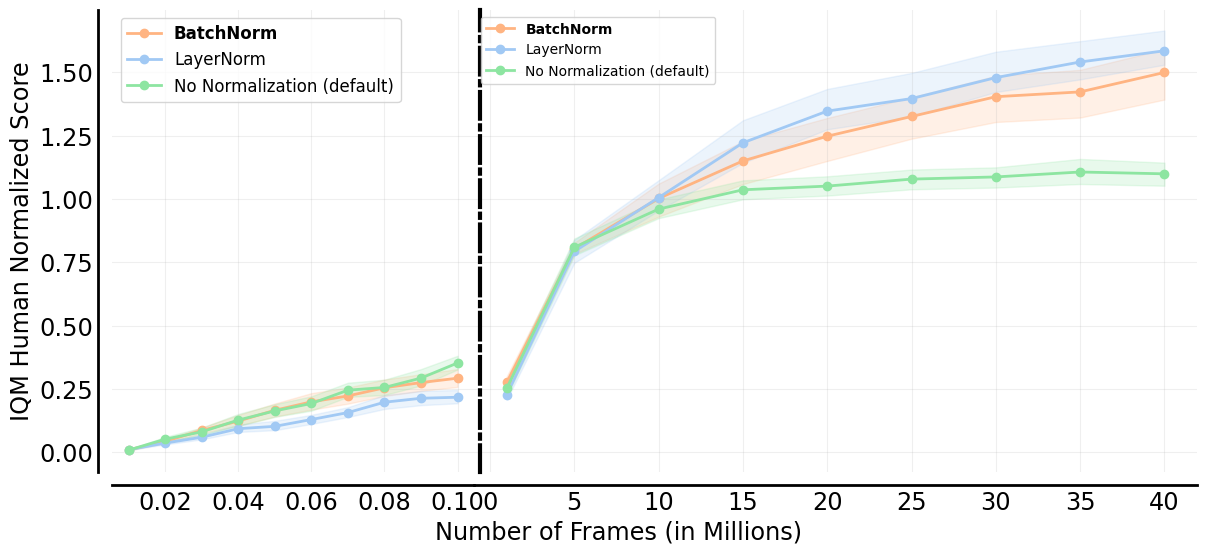 BatchNorm
LayerNorm
No Normalization (default)
BatchNorm
LayerNorm
No Normalization (default)
IQM Human Normalized Score
1.50
1.25
1.00
0.75
0.50
0.25
0.00
0.02 0.04 0.06 0.08 0.10 0 5 10 15 20 25 30 35 40
Number of Frames (in Millions)